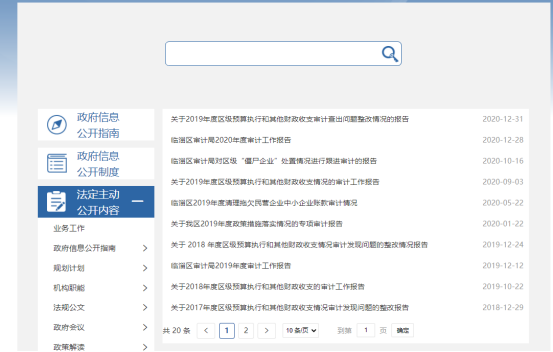 政府信息
公开指南
政府信息
公开制度
法定主动
公开内容
业务工作
政府信息公开指南
规划计划
机构职能
法规公文
政府会议
政策解读
关于2019年度区级预算执行和其他财政收支审计查出问题整改情况的报告 2020-12-31
临淄区审计局2020年度审计工作报告 2020-12-28
临淄区审计局对区级“僵尸企业”处置情况进行跟进审计的报告 2020-10-16
关于2019年度区级预算执行和其他财政收支情况的审计工作报告 2020-09-03
临淄区2019年度清理拖欠民营企业中小企业账款审计情况 2020-05-22
关于我区2019年度政策措施落实情况的专项审计报告 2020-01-22
关于 2018 年度区级预算执行和其他财政收支情况审计发现问题的整改情况报告 2019-12-24
临淄区审计局2019年度审计工作报告 2019-12-12
关于2018年度区级预算执行和其他财政收支的审计工作报告 2019-10-22
关于2017年度区级预算执行和其他财政收支情况审计发现问题的整改报告 2018-12-29
共 20 条 1 2 10 条/页 到第 1 页 确定